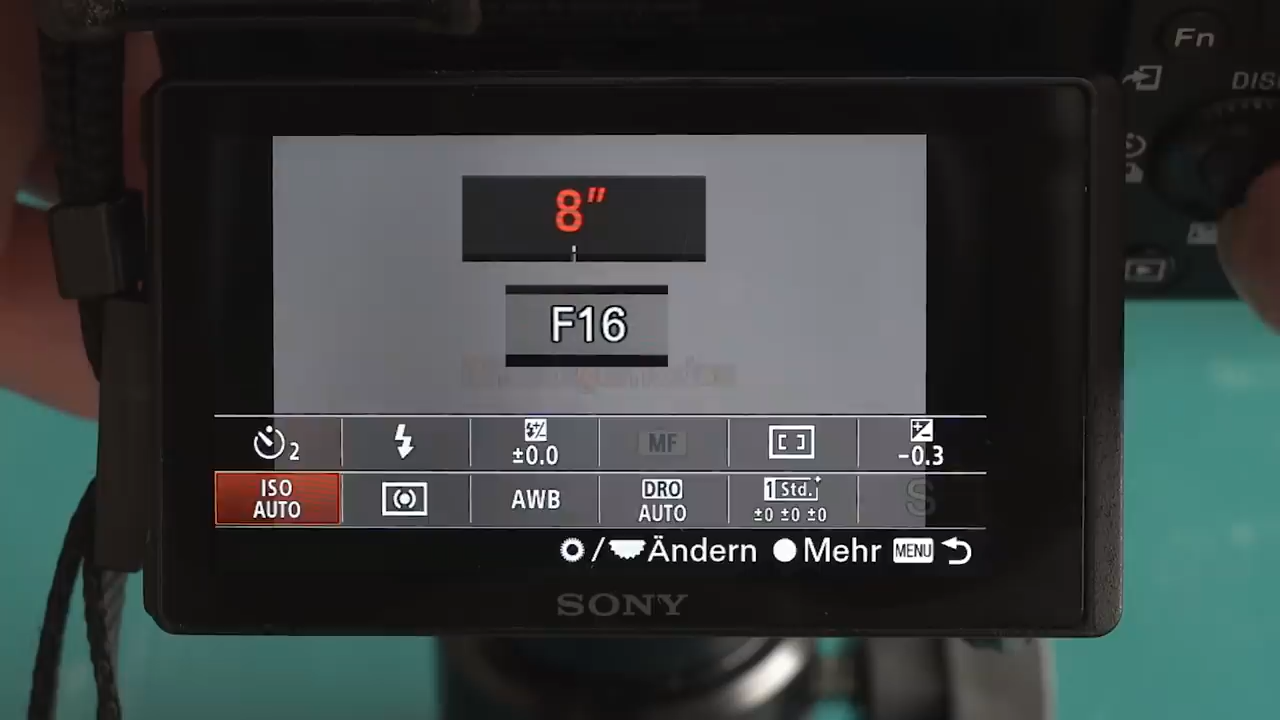 Fn
DISP
8"
F16
2
±0.0
MF
-0.3
ISO
AUTO
AWB
DRO
AUTO
1 Std.
±0 ±0 ±0
S
/ Ändern Mehr MENU
SONY